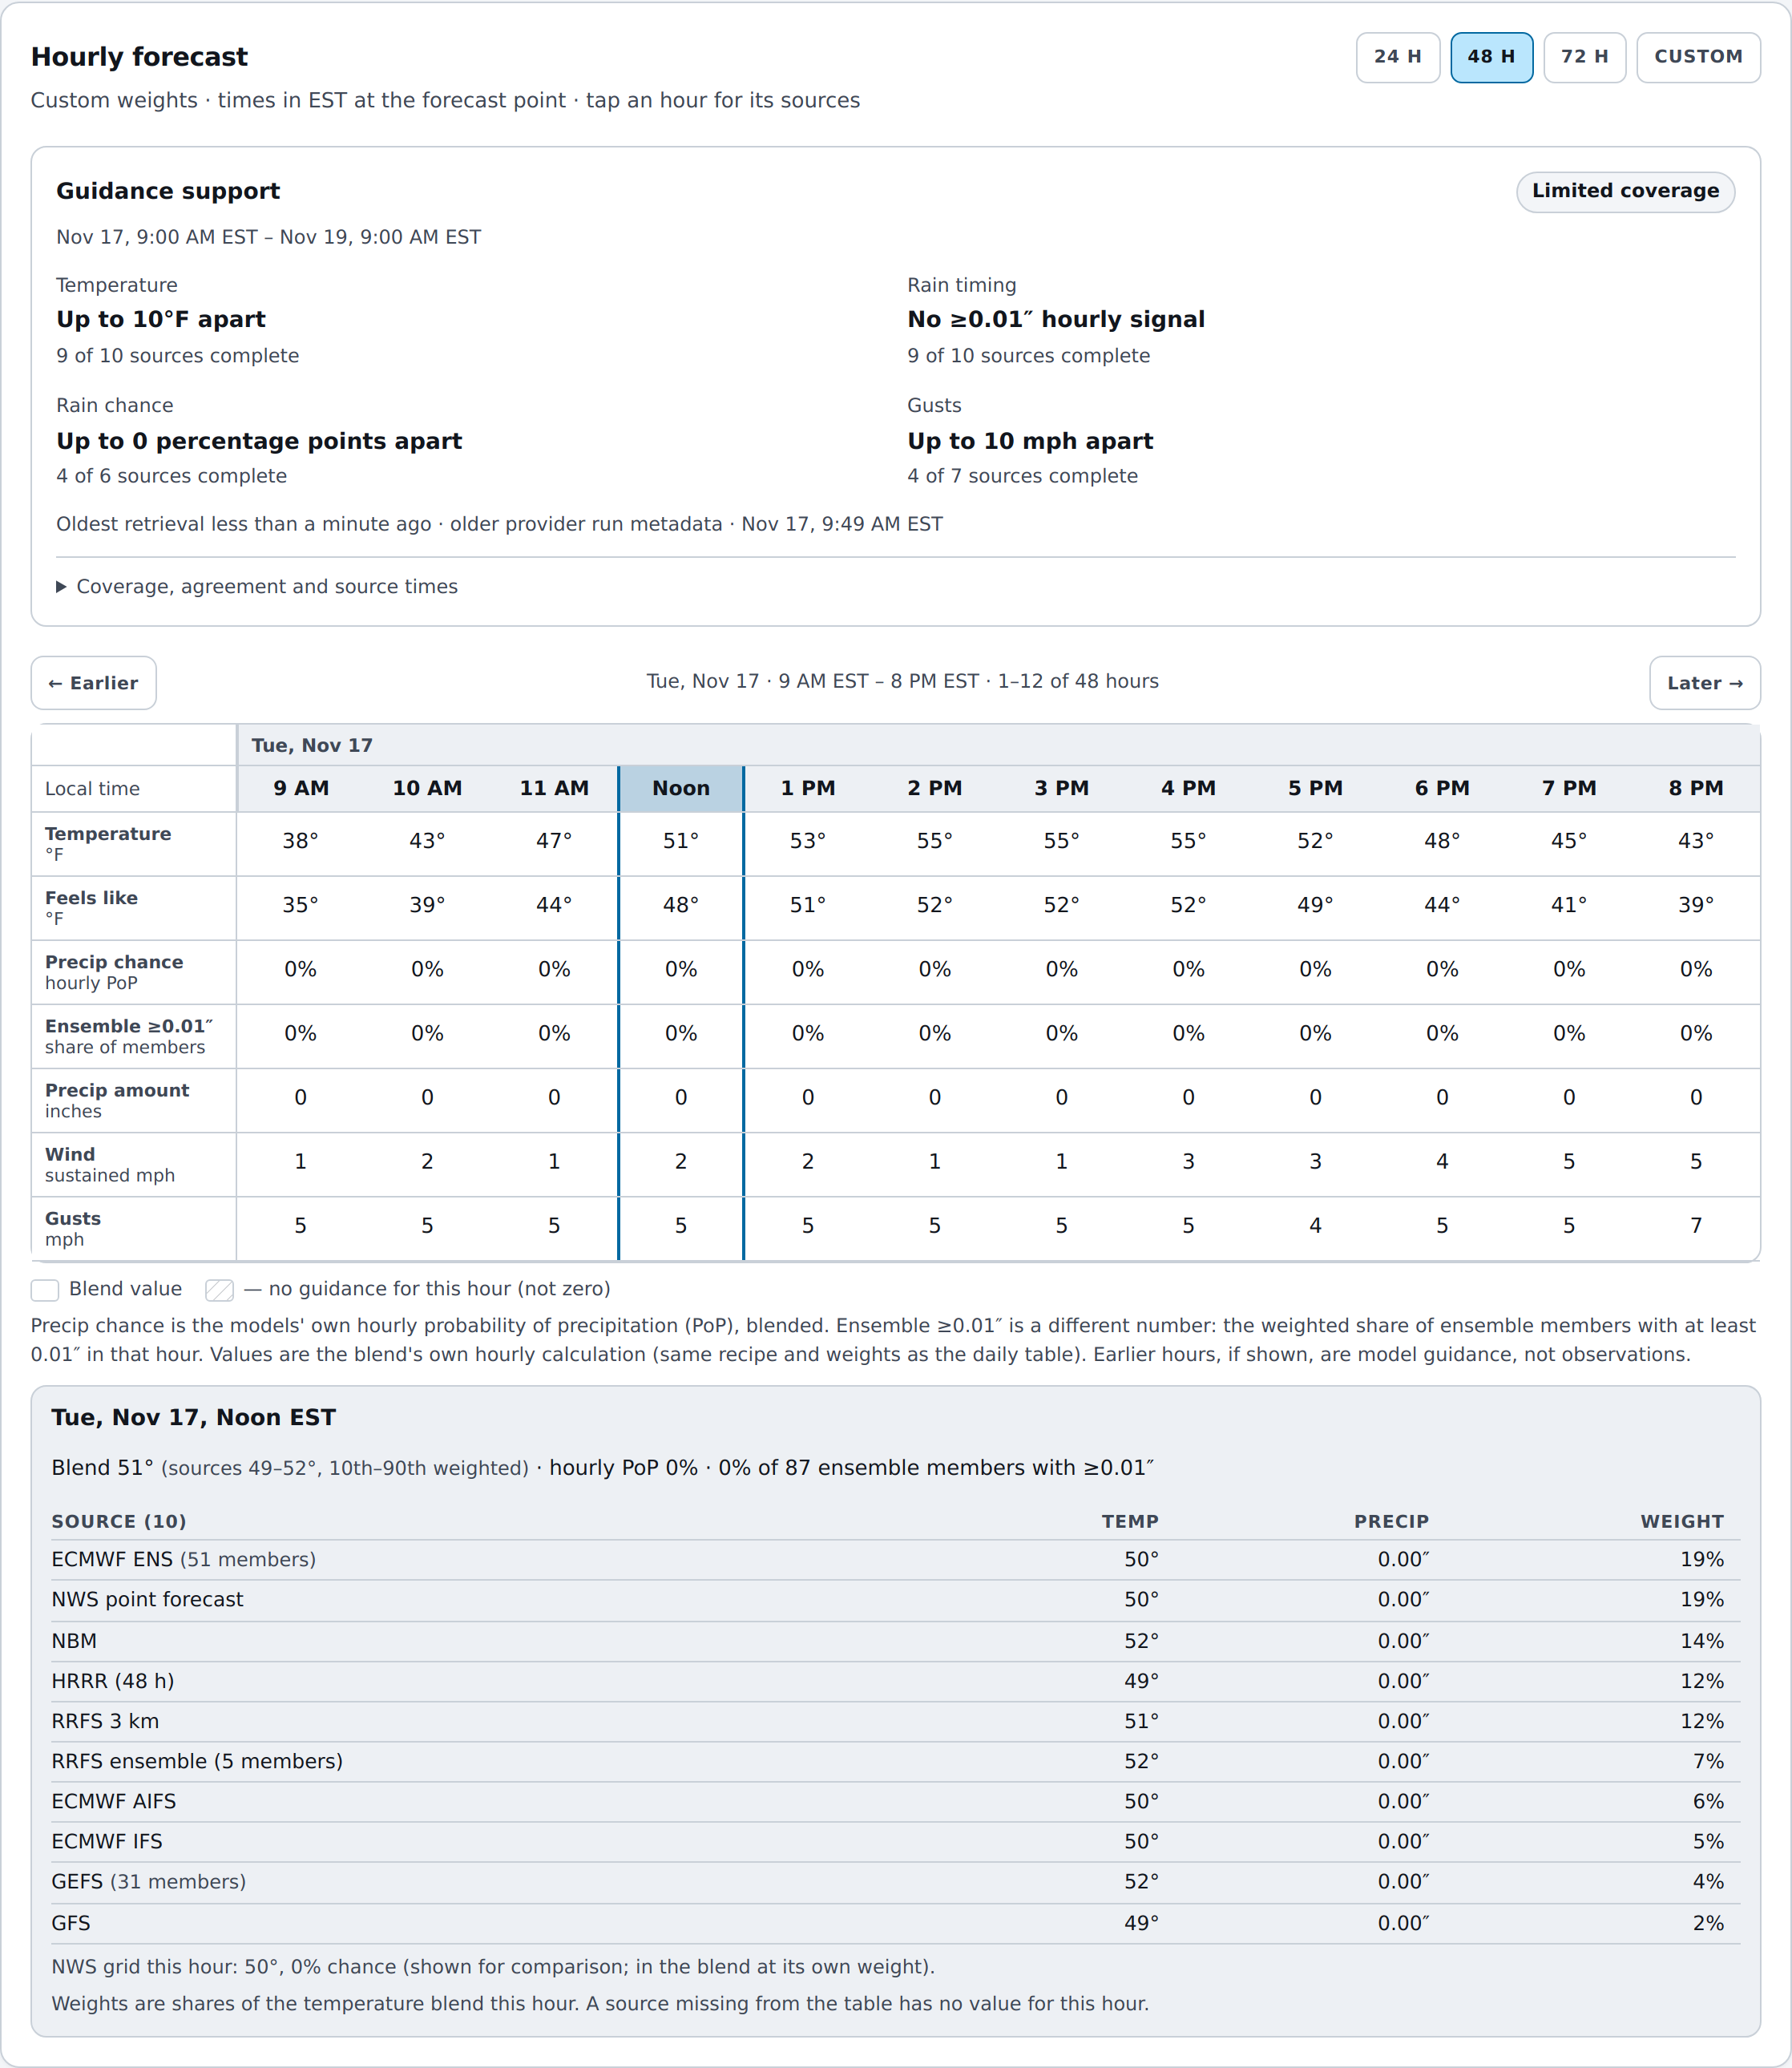 Hourly forecast
24 H 48 H 72 H CUSTOM
Custom weights · times in EST at the forecast point · tap an hour for its sources
Guidance support
Limited coverage
Nov 17, 9:00 AM EST – Nov 19, 9:00 AM EST
Temperature
Up to 10°F apart
9 of 10 sources complete
Rain timing
No ≥0.01″ hourly signal
9 of 10 sources complete
Rain chance
Up to 0 percentage points apart
4 of 6 sources complete
Gusts
Up to 10 mph apart
4 of 7 sources complete
Oldest retrieval less than a minute ago · older provider run metadata · Nov 17, 9:49 AM EST
▶ Coverage, agreement and source times
← Earlier
Tue, Nov 17 · 9 AM EST – 8 PM EST · 1–12 of 48 hours
Later →
Tue, Nov 17
Local time 9 AM 10 AM 11 AM Noon 1 PM 2 PM 3 PM 4 PM 5 PM 6 PM 7 PM 8 PM
Temperature
°F
38° 43° 47° 51° 53° 55° 55° 55° 52° 48° 45° 43°
Feels like
°F
35° 39° 44° 48° 51° 52° 52° 52° 49° 44° 41° 39°
Precip chance
hourly PoP
0% 0% 0% 0% 0% 0% 0% 0% 0% 0% 0% 0%
Ensemble ≥0.01″
share of members
0% 0% 0% 0% 0% 0% 0% 0% 0% 0% 0% 0%
Precip amount
inches
0 0 0 0 0 0 0 0 0 0 0 0
Wind
sustained mph
1 2 1 2 2 1 1 3 3 4 5 5
Gusts
mph
5 5 5 5 5 5 5 5 4 5 5 7
Blend value — no guidance for this hour (not zero)
Precip chance is the models' own hourly probability of precipitation (PoP), blended. Ensemble ≥0.01″ is a different number: the weighted share of ensemble members with at least
0.01″ in that hour. Values are the blend's own hourly calculation (same recipe and weights as the daily table). Earlier hours, if shown, are model guidance, not observations.
Tue, Nov 17, Noon EST
Blend 51° (sources 49–52°, 10th–90th weighted) · hourly PoP 0% · 0% of 87 ensemble members with ≥0.01″
SOURCE (10) TEMP PRECIP WEIGHT
ECMWF ENS (51 members) 50° 0.00″ 19%
NWS point forecast 50° 0.00″ 19%
NBM 52° 0.00″ 14%
HRRR (48 h) 49° 0.00″ 12%
RRFS 3 km 51° 0.00″ 12%
RRFS ensemble (5 members) 52° 0.00″ 7%
ECMWF AIFS 50° 0.00″ 6%
ECMWF IFS 50° 0.00″ 5%
GEFS (31 members) 52° 0.00″ 4%
GFS 49° 0.00″ 2%
NWS grid this hour: 50°, 0% chance (shown for comparison; in the blend at its own weight).
Weights are shares of the temperature blend this hour. A source missing from the table has no value for this hour.